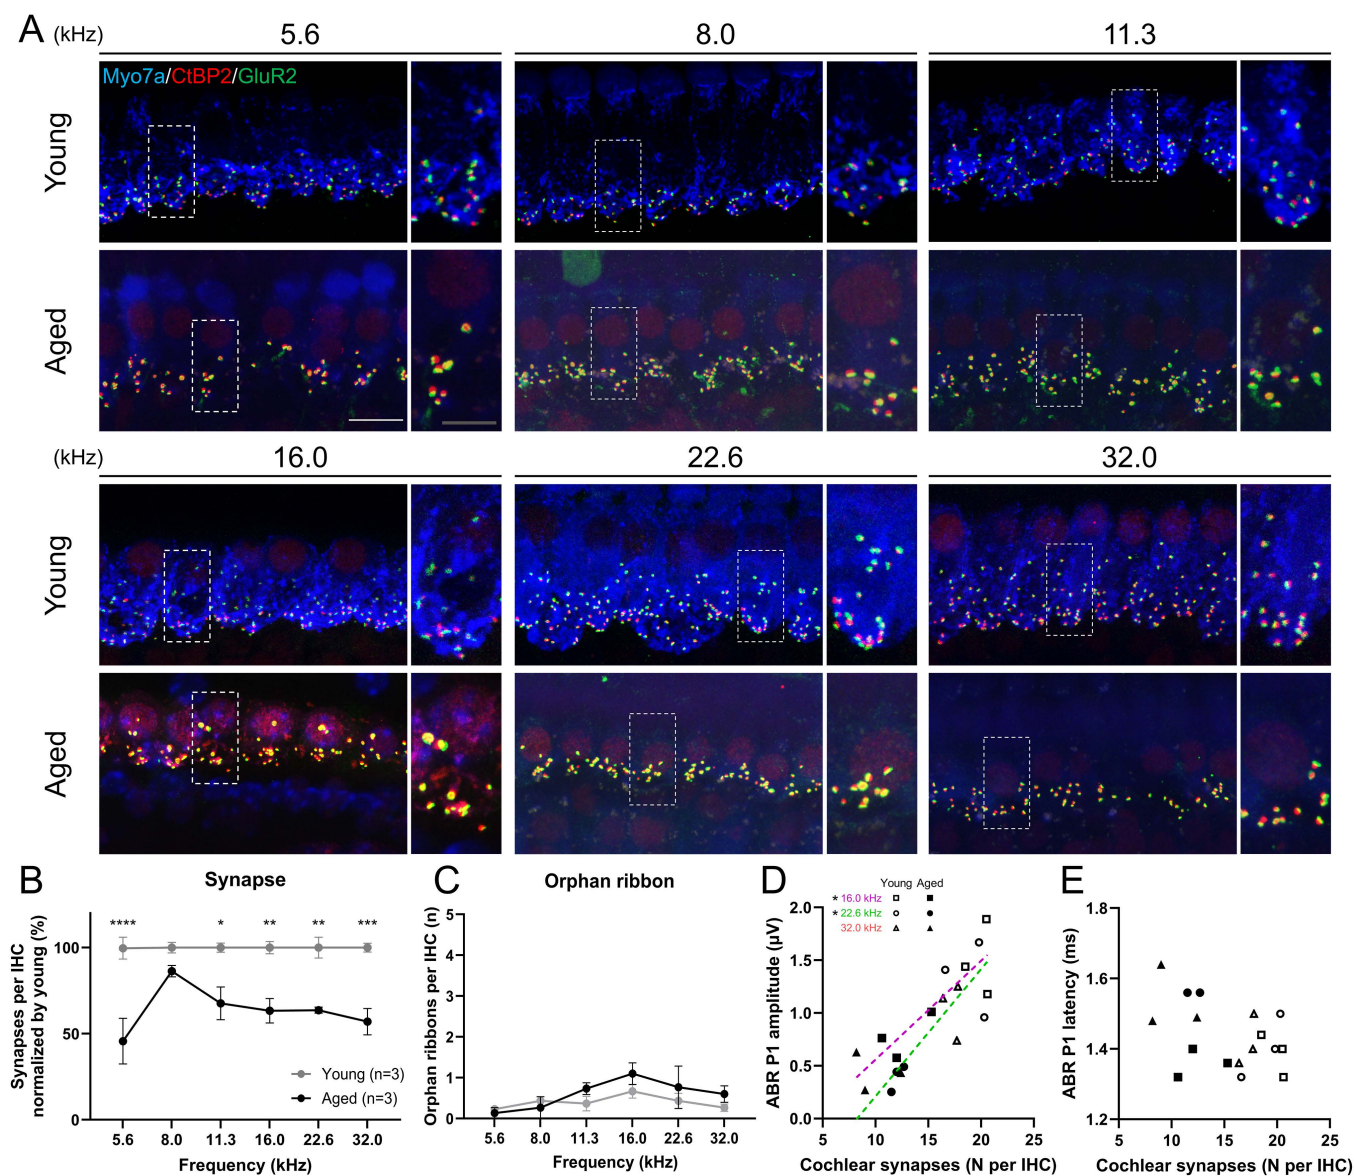 A (kHz) 5.6 8.0 11.3
Myo7a/CtBP2/GluR2
Young
Aged
(kHz) 16.0 22.6 32.0
Young
Aged
B Synapse
Synapses per IHC
normalized by young (%)
100
50
0
**** * ** ** ***
Young (n=3)
Aged (n=3)
5.6 8.0 11.3 16.0 22.6 32.0
Frequency (kHz)
C Orphan ribbon
Orphan ribbons per IHC (n)
5
4
3
2
1
0
5.6 8.0 11.3 16.0 22.6 32.0
Frequency (kHz)
D Young Aged
* 16.0 kHz
* 22.6 kHz
32.0 kHz
ABR P1 amplitude (μV)
2.0
1.5
1.0
0.5
0.0
5 10 15 20 25
Cochlear synapses (N per IHC)
E
ABR P1 latency (ms)
1.8
1.6
1.4
1.2
5 10 15 20 25
Cochlear synapses (N per IHC)